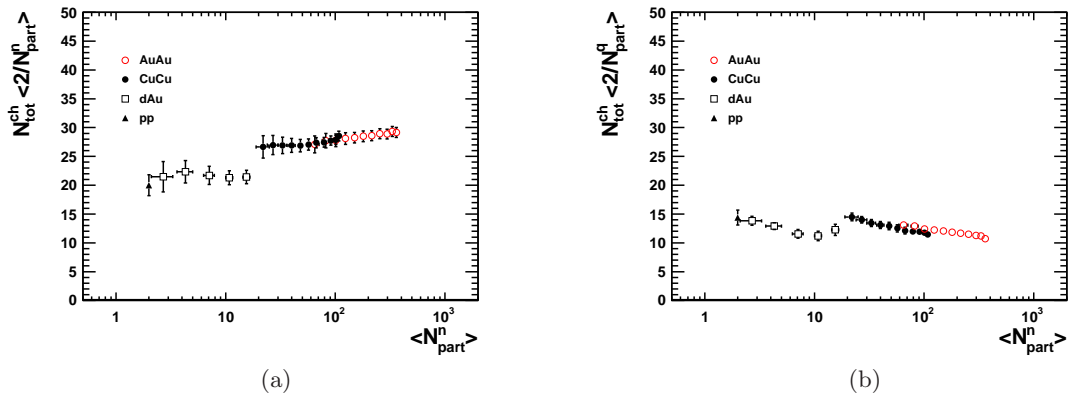 N^ch_tot <2/N^n_part>
50
45
40
35
30
25
20
15
10
5
0
AuAu
CuCu
dAu
pp
1 10 10^2 10^3
<N^n_part>
(a)
N^ch_tot <2/N^q_part>
50
45
40
35
30
25
20
15
10
5
0
AuAu
CuCu
dAu
pp
1 10 10^2 10^3
<N^n_part>
(b)